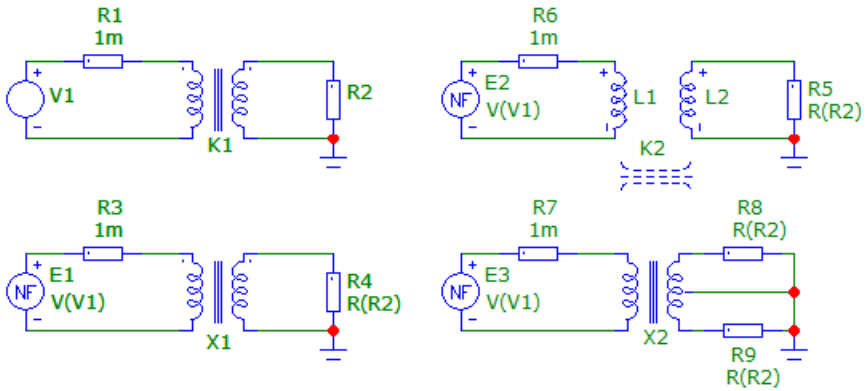 R1
1m
V1
K1
R2
R6
1m
NF
E2
V(V1)
L1
L2
K2
R5
R(R2)
R3
1m
NF
E1
V(V1)
X1
R4
R(R2)
R7
1m
NF
E3
V(V1)
X2
R8
R(R2)
R9
R(R2)